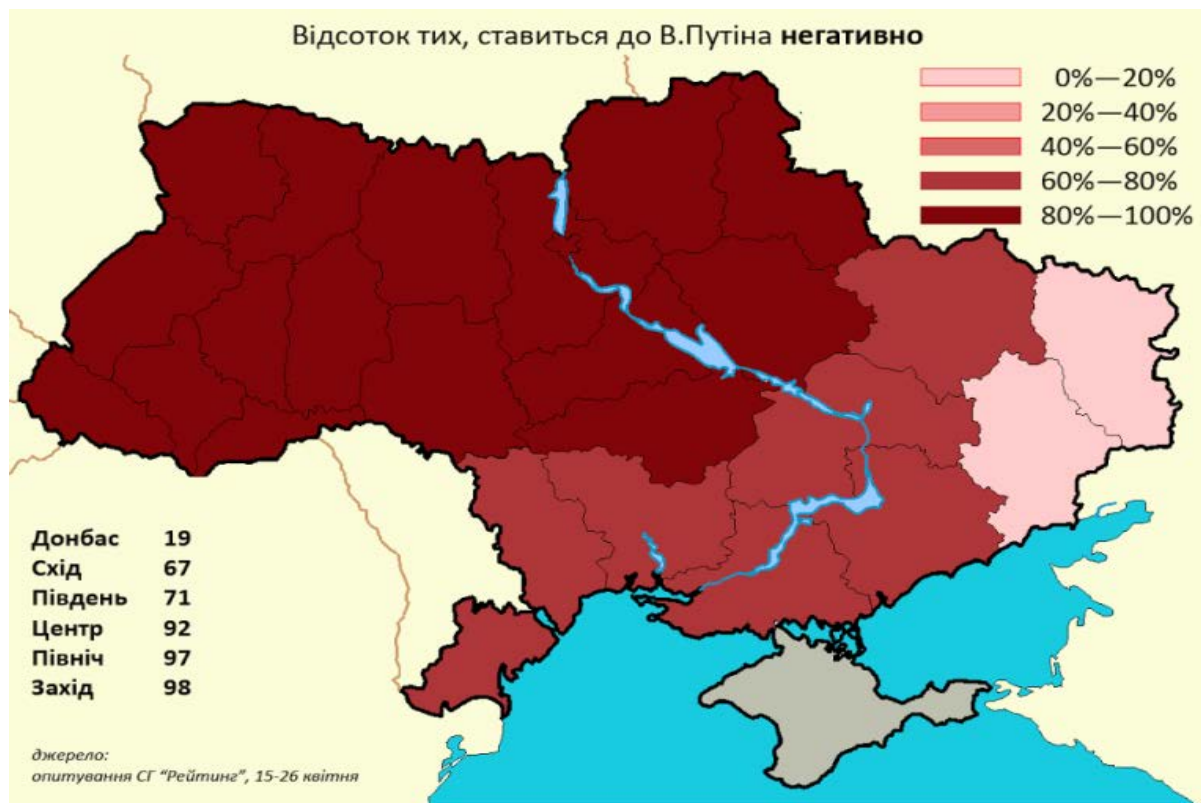 Відсоток тих, ставиться до В.Путіна негативно
0%—20%
20%—40%
40%—60%
60%—80%
80%—100%
Донбас 19
Схід 67
Південь 71
Центр 92
Північ 97
Захід 98
джерело:
опитування СГ “Рейтинг”, 15-26 квітня